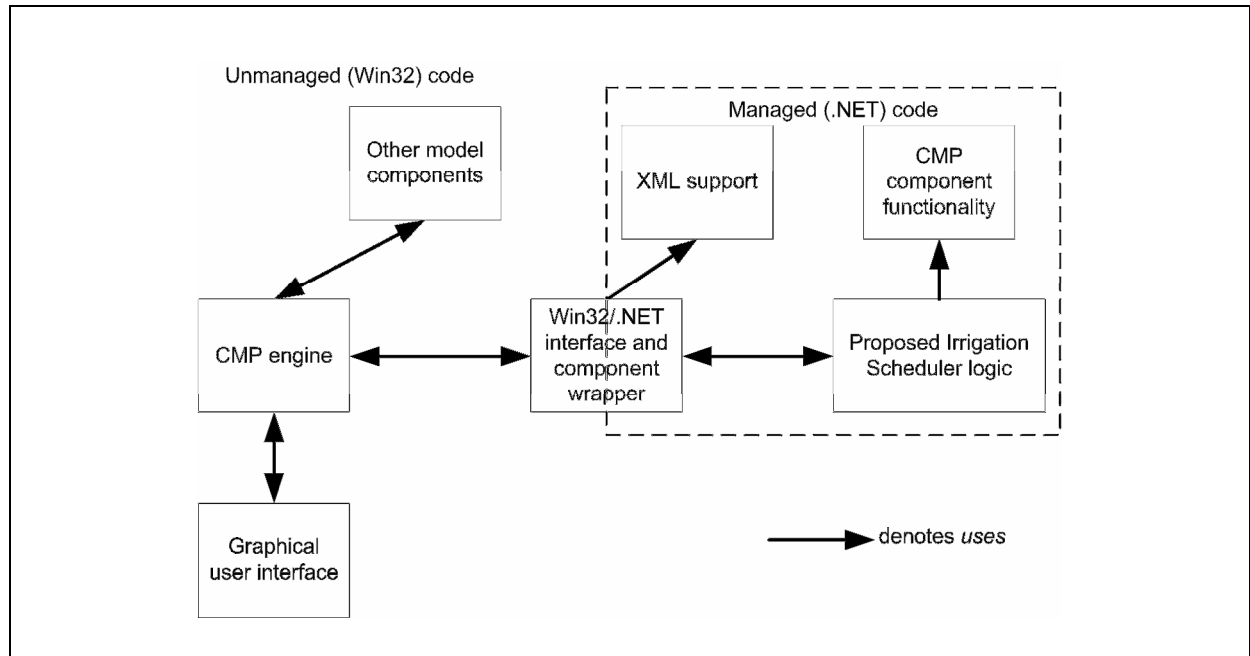 Unmanaged (Win32) code
Managed (.NET) code
Other model
components
XML support
CMP
component
functionality
CMP engine
Win32/.NET
interface and
component
wrapper
Proposed Irrigation
Scheduler logic
Graphical
user interface
denotes uses